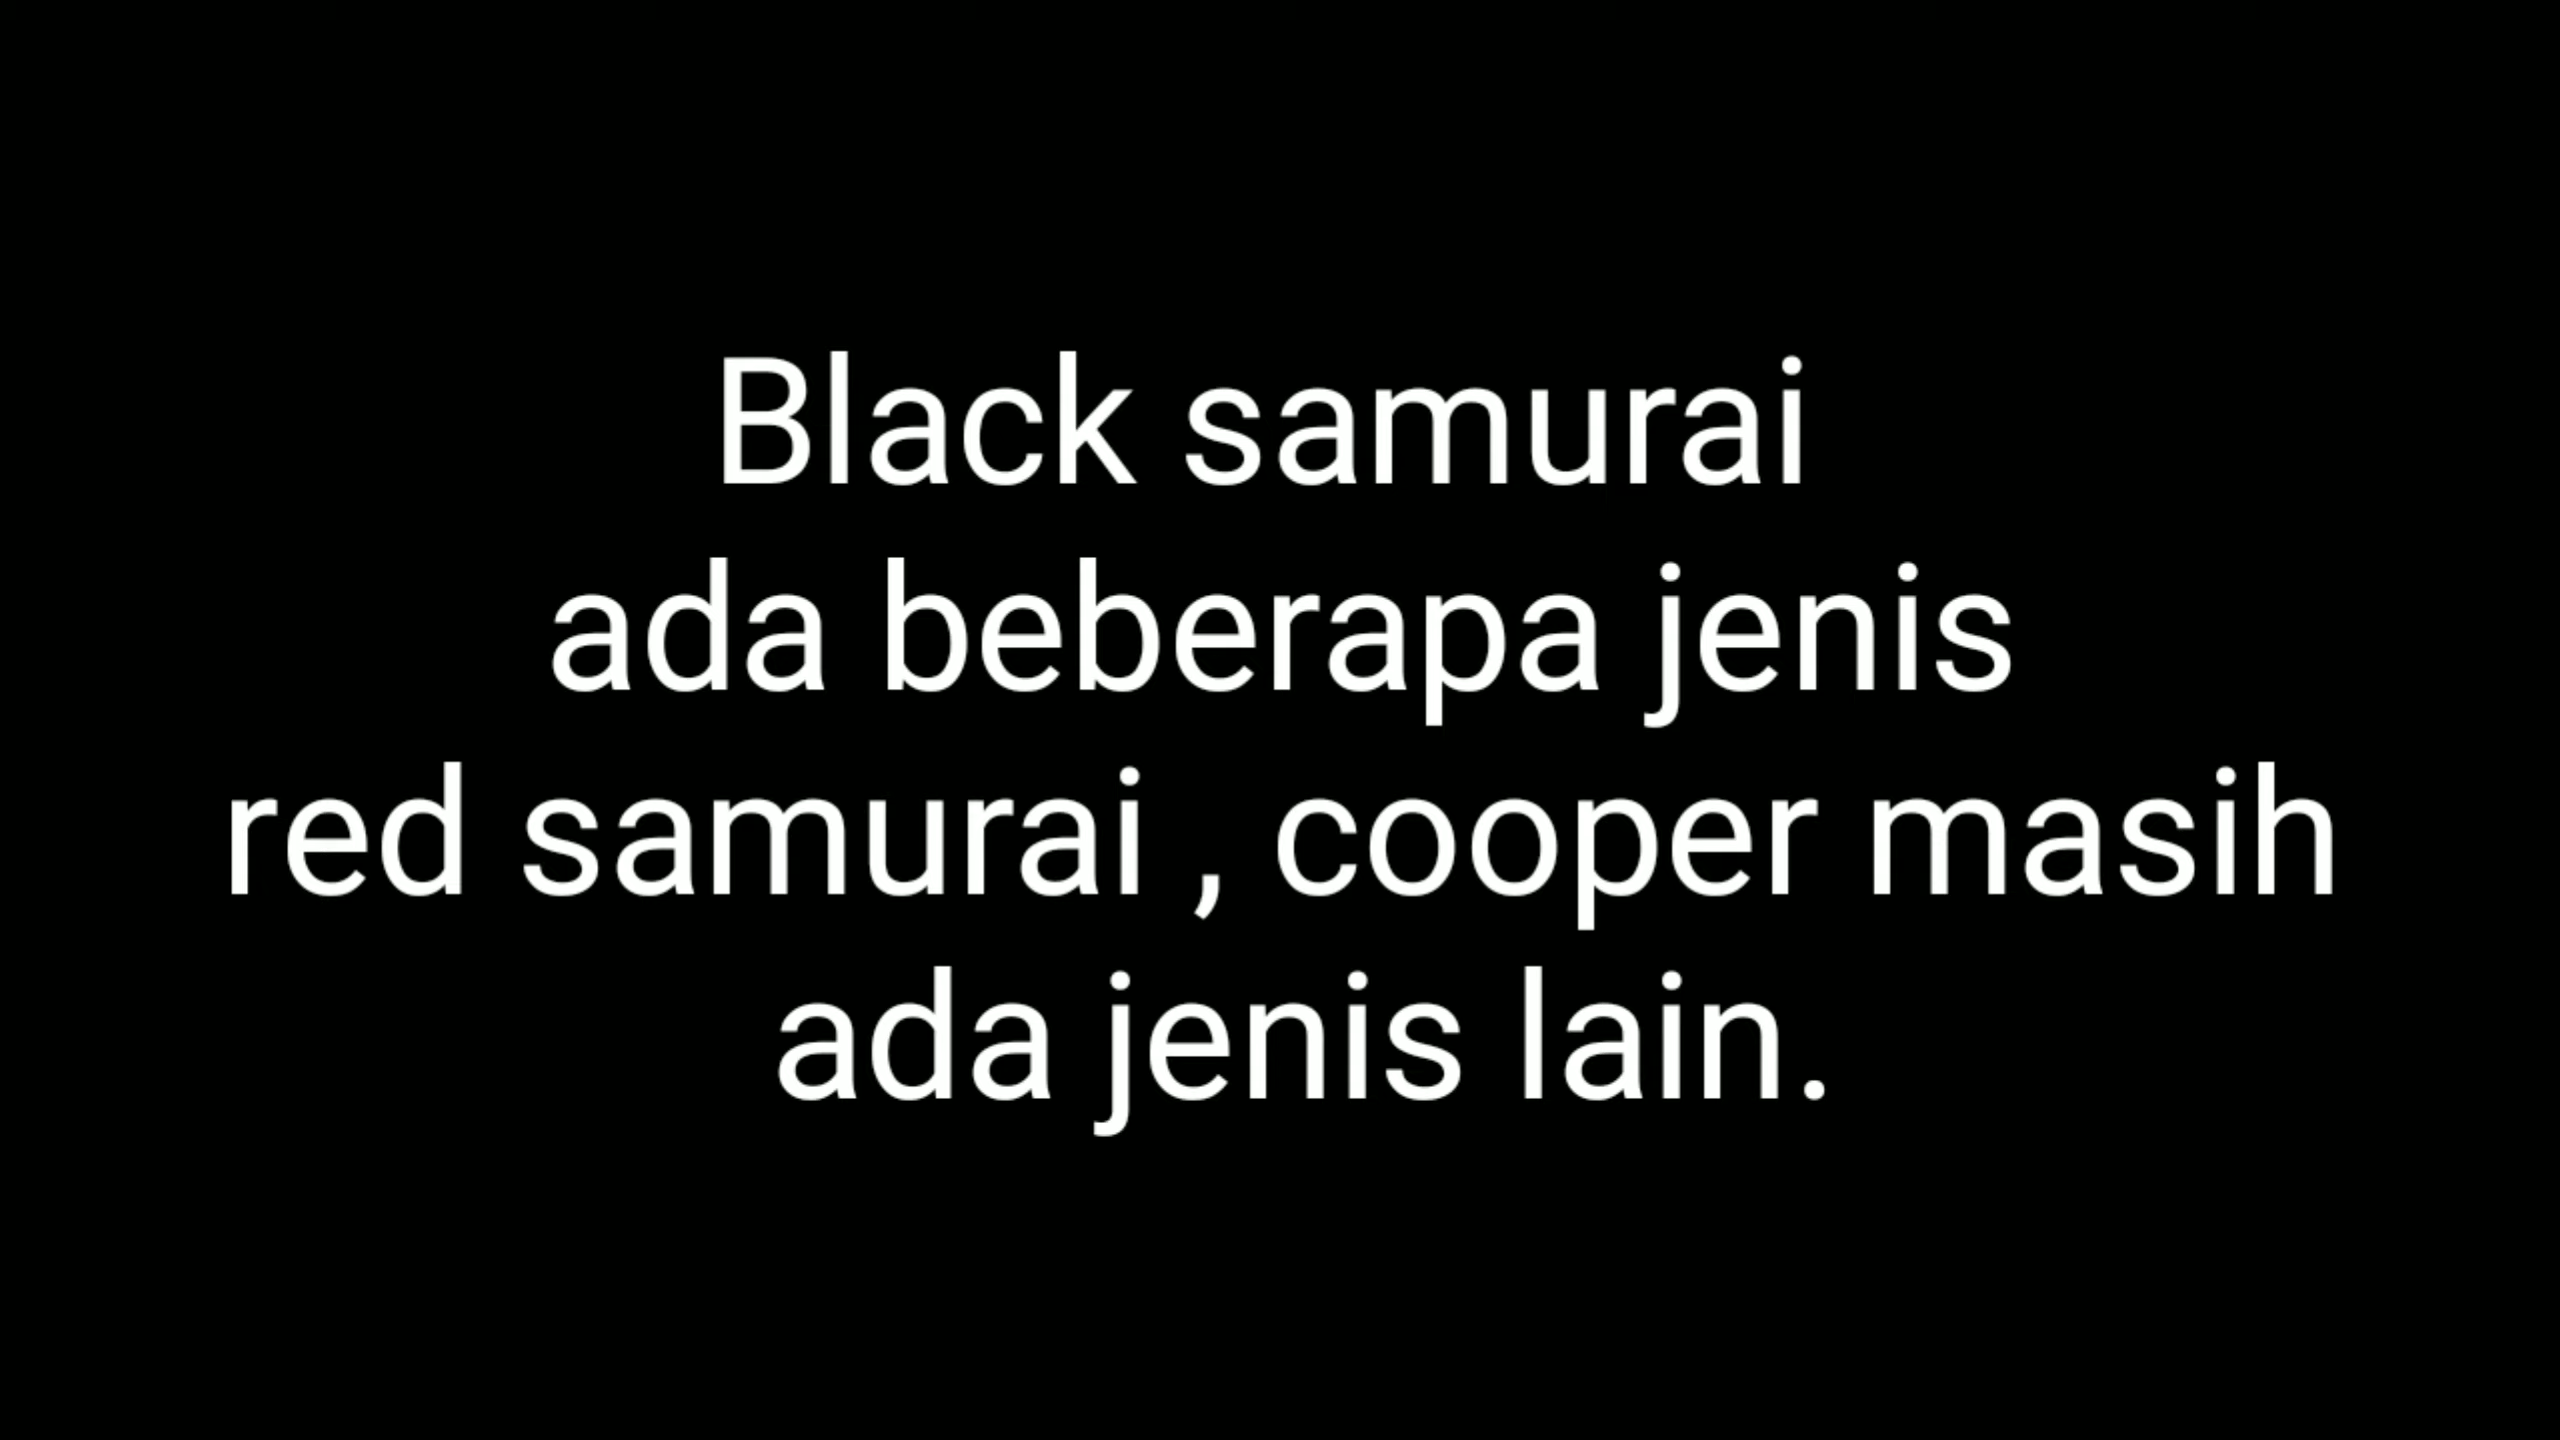 Black samurai
ada beberapa jenis
red samurai , cooper masih
ada jenis lain.